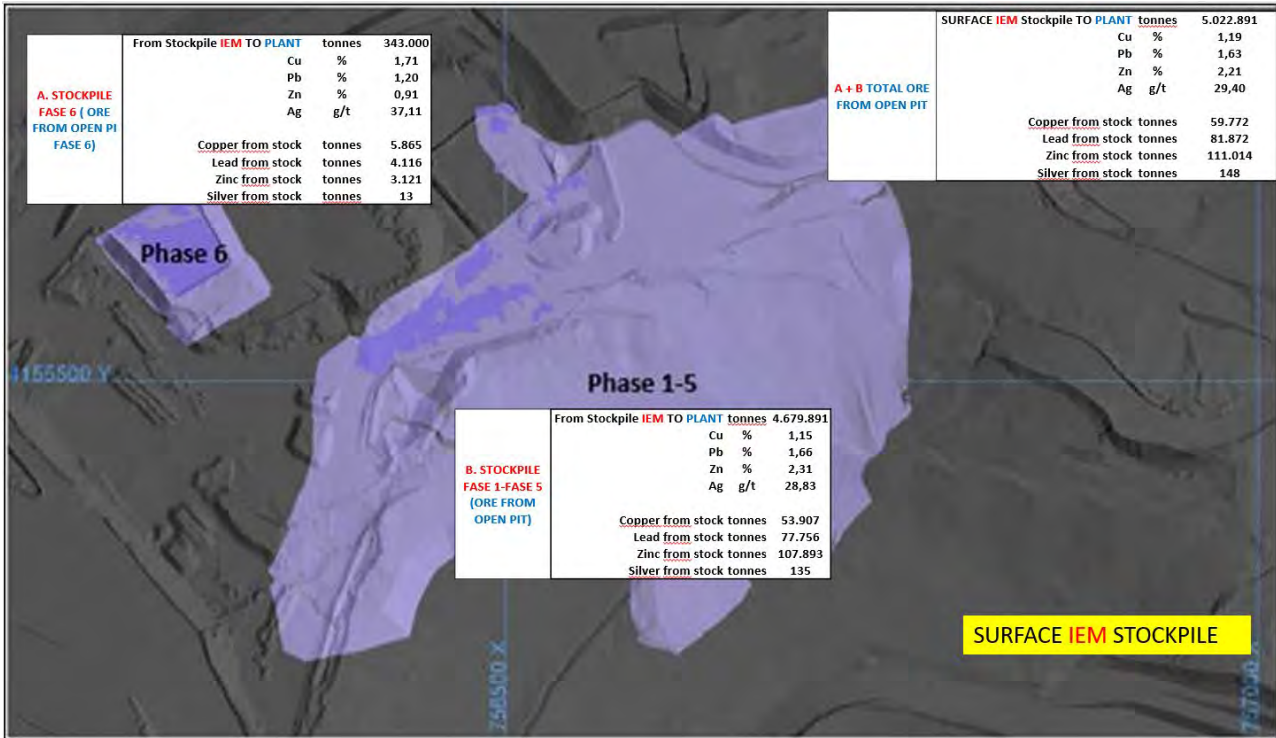 A. STOCKPILE
FASE 6 ( ORE
FROM OPEN PI
FASE 6)
From Stockpile IEM TO PLANT tonnes 343.000
Cu % 1,71
Pb % 1,20
Zn % 0,91
Ag g/t 37,11
Copper from stock tonnes 5.865
Lead from stock tonnes 4.116
Zinc from stock tonnes 3.121
Silver from stock tonnes 13
A + B TOTAL ORE
FROM OPEN PIT
SURFACE IEM Stockpile TO PLANT tonnes 5.022.891
Cu % 1,19
Pb % 1,63
Zn % 2,21
Ag g/t 29,40
Copper from stock tonnes 59.772
Lead from stock tonnes 81.872
Zinc from stock tonnes 111.014
Silver from stock tonnes 148
Phase 6
4155500 Y
Phase 1-5
B. STOCKPILE
FASE 1-FASE 5
(ORE FROM
OPEN PIT)
From Stockpile IEM TO PLANT tonnes 4.679.891
Cu % 1,15
Pb % 1,66
Zn % 2,31
Ag g/t 28,83
Copper from stock tonnes 53.907
Lead from stock tonnes 77.756
Zinc from stock tonnes 107.893
Silver from stock tonnes 135
SURFACE IEM STOCKPILE